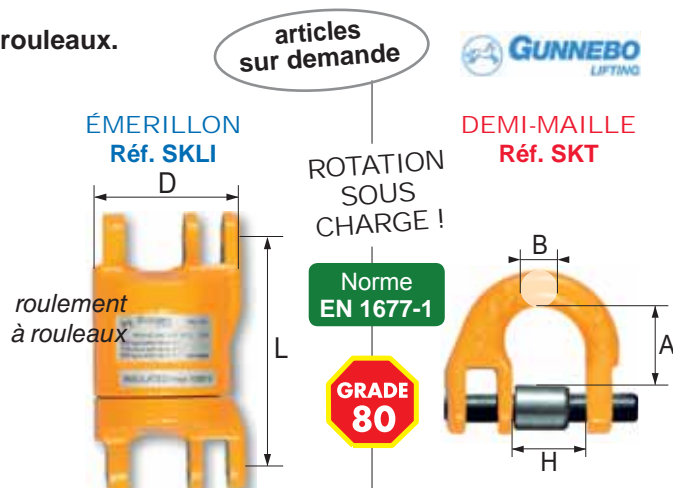 rouleaux.
articles
sur demande
GUNNEBO
LIFTING
ÉMERILLON
Réf. SKLI
D
roulement
à rouleaux
L
ROTATION
SOUS
CHARGE !
Norme
EN 1677-1
GRADE
80
DEMI-MAILLE
Réf. SKT
B
A
H